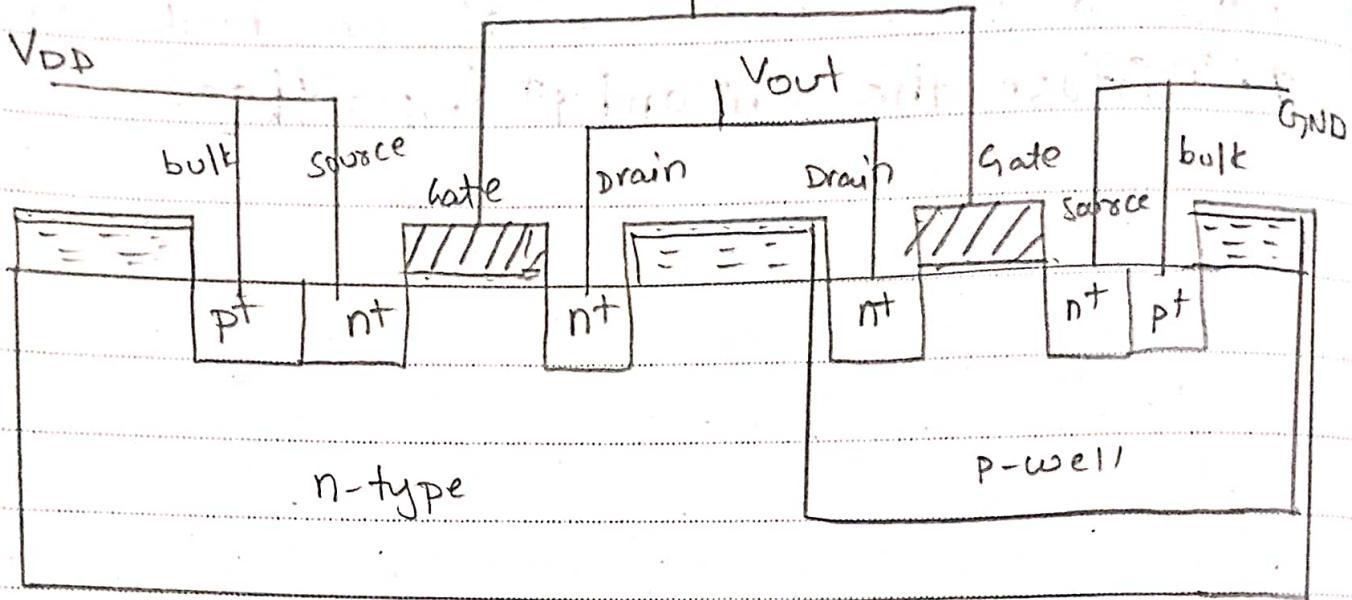 VDD
Vout
GND
bulk
source
Gate
Drain
Drain
Gate
source
bulk
p+
n+
n+
n+
n+
p+
n-type
p-well